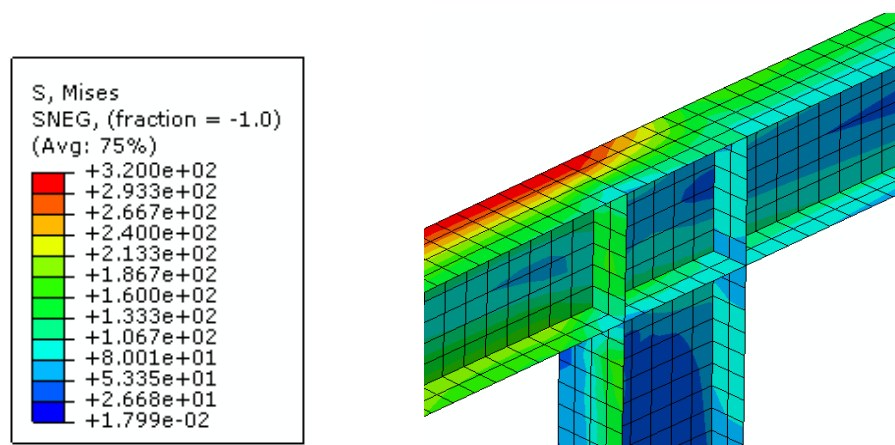 S, Mises
SNEG, (fraction = -1.0)
(Avg: 75%)
+3.200e+02
+2.933e+02
+2.667e+02
+2.400e+02
+2.133e+02
+1.867e+02
+1.600e+02
+1.333e+02
+1.067e+02
+8.001e+01
+5.335e+01
+2.668e+01
+1.799e-02